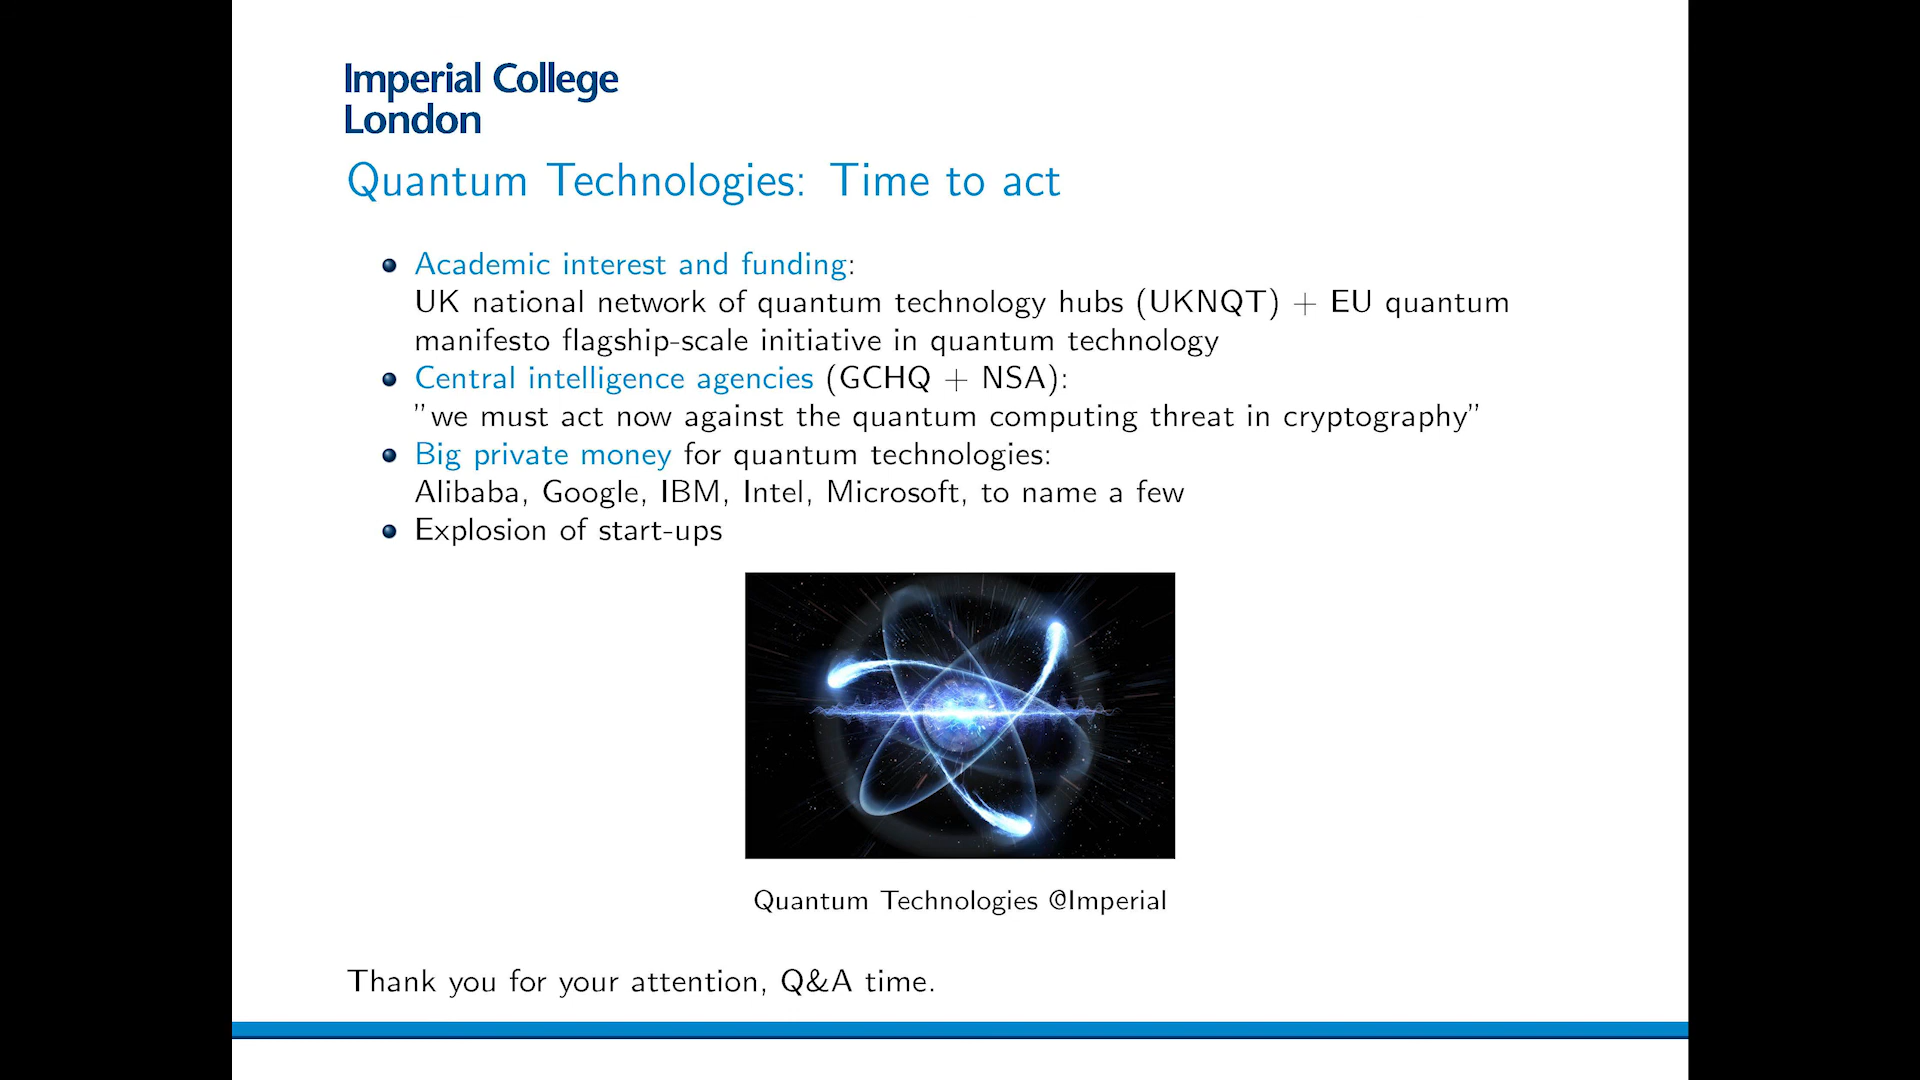 Imperial College
London
Quantum Technologies: Time to act
Academic interest and funding:
UK national network of quantum technology hubs (UKNQT) + EU quantum
manifesto flagship-scale initiative in quantum technology
Central intelligence agencies (GCHQ + NSA):
”we must act now against the quantum computing threat in cryptography”
Big private money for quantum technologies:
Alibaba, Google, IBM, Intel, Microsoft, to name a few
Explosion of start-ups
Quantum Technologies @Imperial
Thank you for your attention, Q&A time.